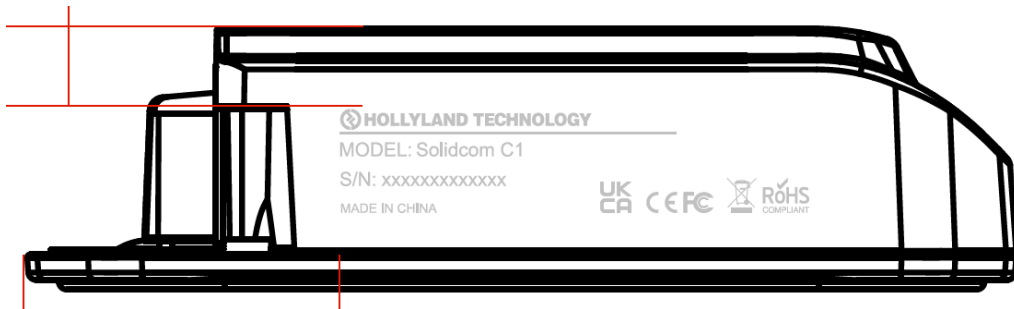 HOLLYLAND TECHNOLOGY
MODEL: Solidcom C1
S/N: xxxxxxxxxxxxx
MADE IN CHINA
UK CA CE FC RoHS
COMPLIANT